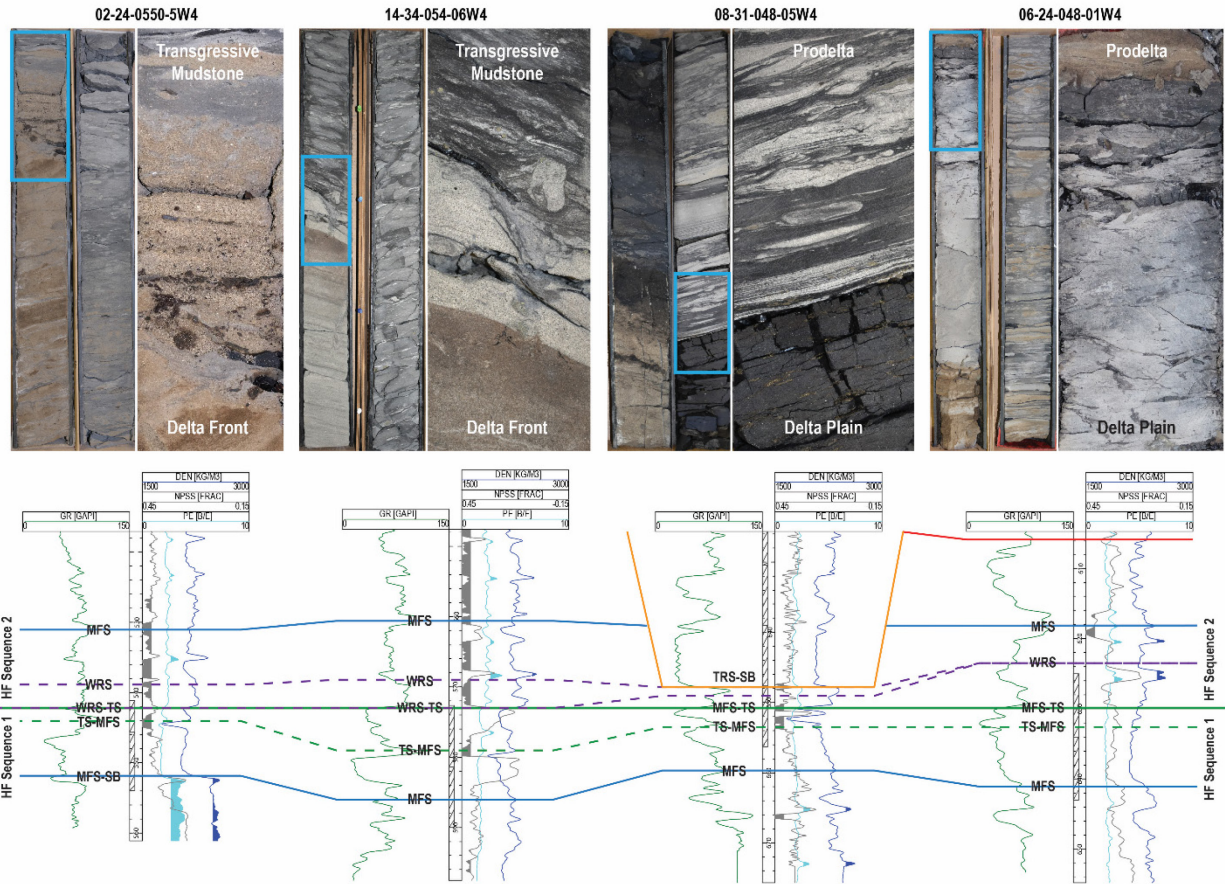 02-24-0550-5W4
14-34-054-06W4
08-31-048-05W4
06-24-048-01W4
Transgressive
Mudstone
Delta Front
Transgressive
Mudstone
Delta Front
Prodelta
Delta Plain
Prodelta
Delta Plain
DEN [KG/M3]
1500 3000
NPSS [FRAC]
0.45 0.15
GR [GAPI]
PE [B/E]
0 150
0 10
DEN [KG/M3]
1500 3000
NPSS [FRAC]
0.45 -0.15
GR [GAPI]
0 150
0 10
DEN [KG/M3]
1500 3000
NPSS [FRAC]
0.45 0.15
GR [GAPI]
PE [B/E]
0 150
0 10
DEN [KG/M3]
1500 3000
NPSS [FRAC]
0.45 0.15
GR [GAPI]
PE [B/E]
0 150
0 10
HF Sequence 2
HF Sequence 1
MFS
WRS
WRS-TS
TS-MFS
MFS-SB
MFS
WRS
WRS-TS
TS-MFS
MFS
TRS-SB
MFS-TS
TS-MFS
MFS
MFS
WRS
MFS-TS
TS-MFS
MFS
HF Sequence 2
HF Sequence 1